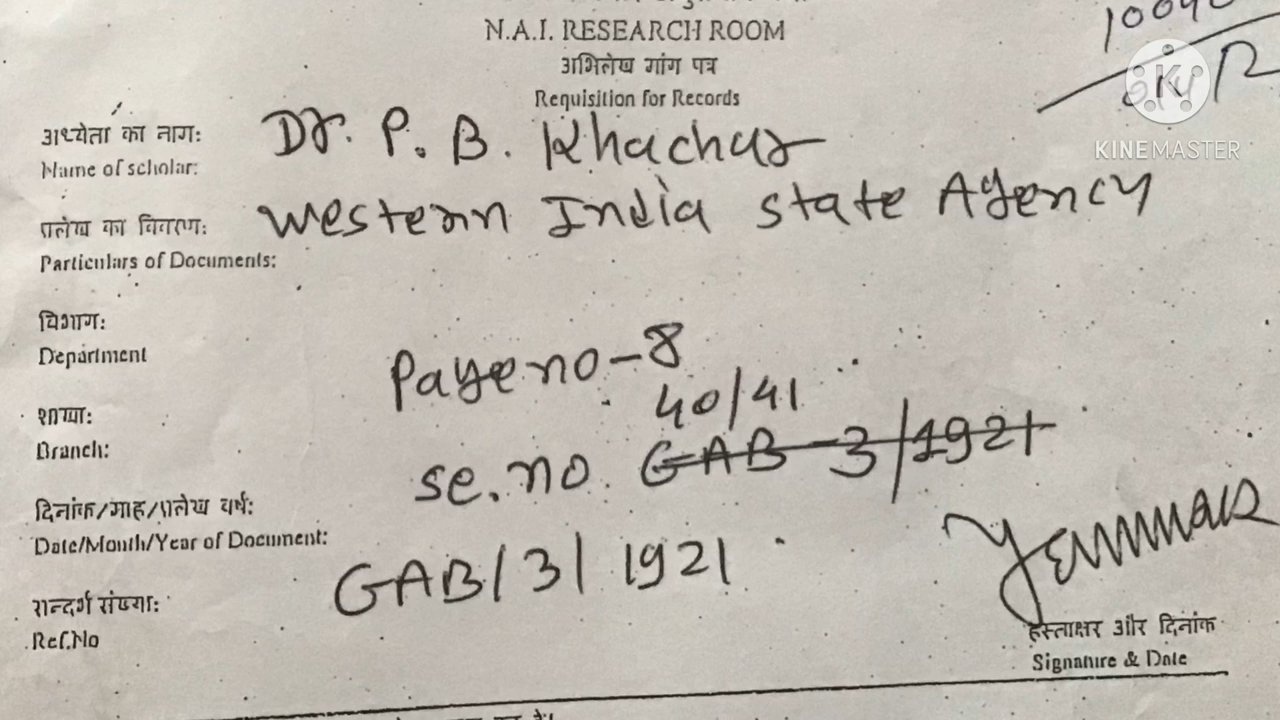 N.A.I. RESEARCH ROOM
अभिलेख मांग पत्र
Requisition for Records
KINEMASTER
अध्येता का नाम: Dr. P. B. Khachar
Name of scholar:
प्रलेख का विवरण: Western India State Agency
Particulars of Documents:
विभाग:
Department
Page no-8
40/41
शाखा:
Branch:
se.no. GAB-3/1921
दिनांक/माह/प्रलेख वर्ष:
Date/Month/Year of Document:
GAB/3/1921
सन्दर्भ संख्या:
Ref.No
हस्ताक्षर और दिनांक
Signature & Date